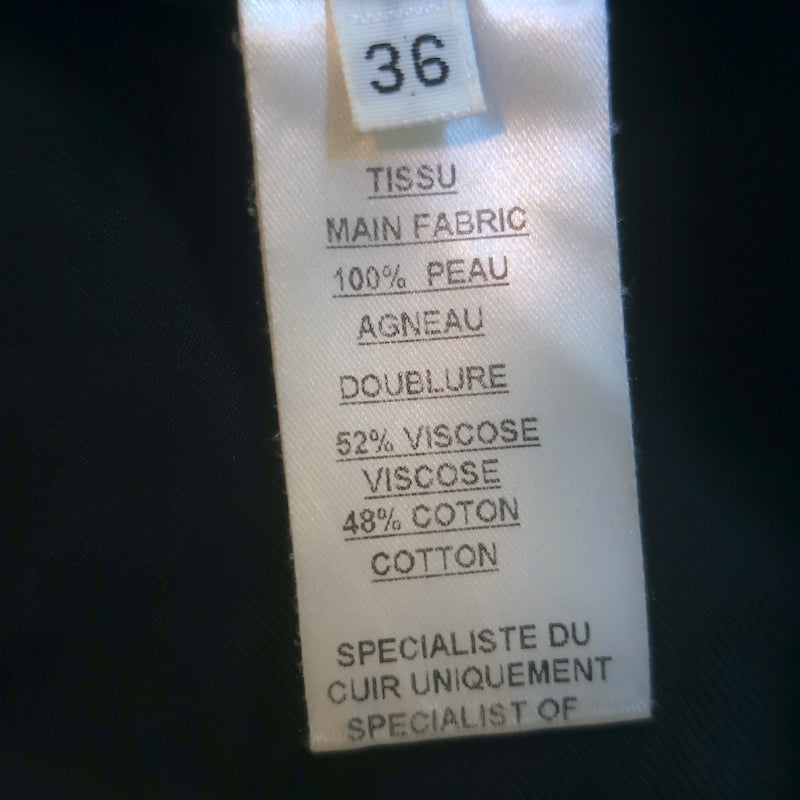 36
TISSU
MAIN FABRIC
100% PEAU
AGNEAU
DOUBLURE
52% VISCOSE
VISCOSE
48% COTON
COTTON
SPECIALISTE DU
CUIR UNIQUEMENT
SPECIALIST OF